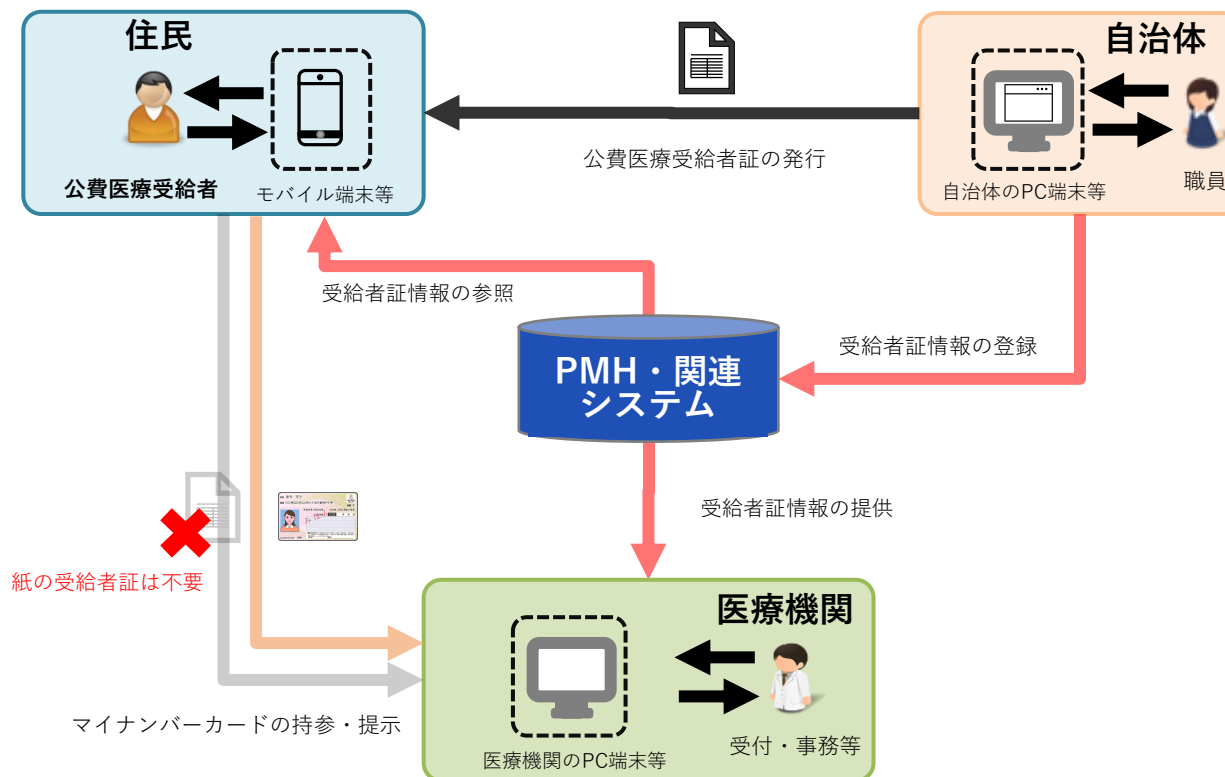 住民
公費医療受給者
モバイル端末等
公費医療受給者証の発行
自治体
自治体のPC端末等
職員
受給者証情報の参照
受給者証情報の登録
PMH・関連
システム
受給者証情報の提供
紙の受給者証は不要
マイナンバーカードの持参・提示
医療機関
医療機関のPC端末等
受付・事務等